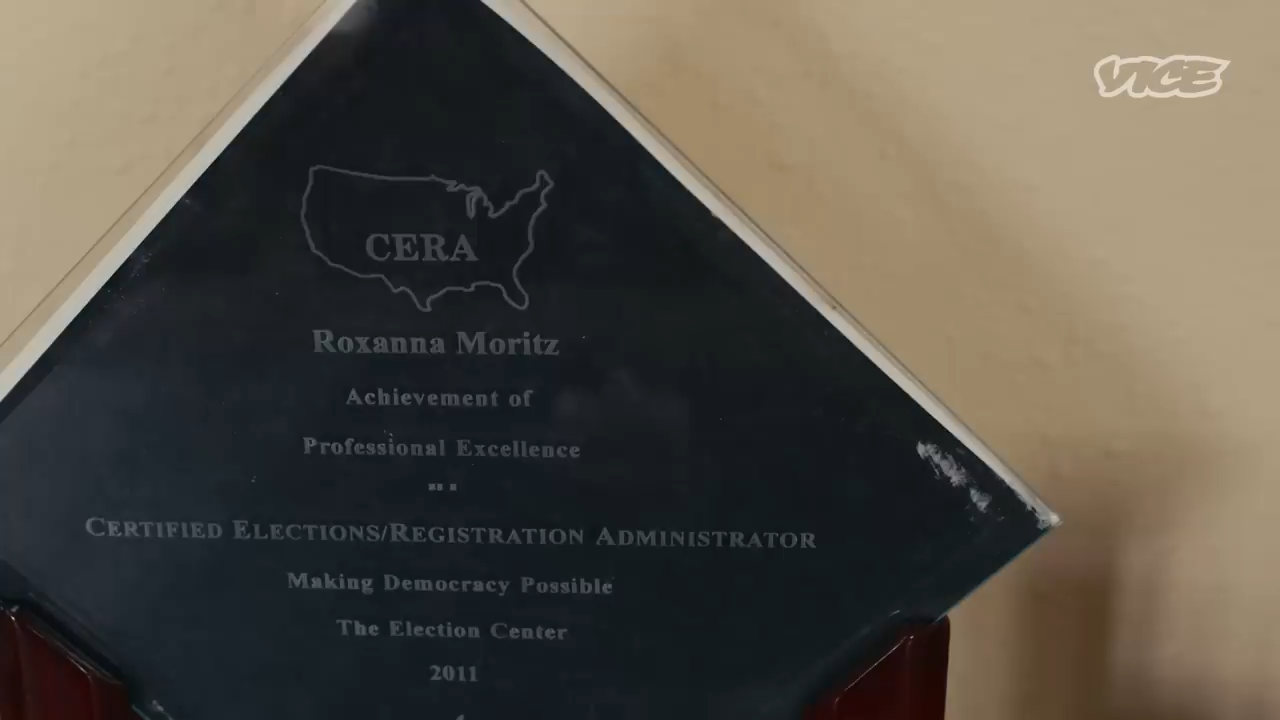 VICE
CERA
Roxanna Moritz
Achievement of
Professional Excellence
CERTIFIED ELECTIONS/REGISTRATION ADMINISTRATOR
Making Democracy Possible
The Election Center
2011